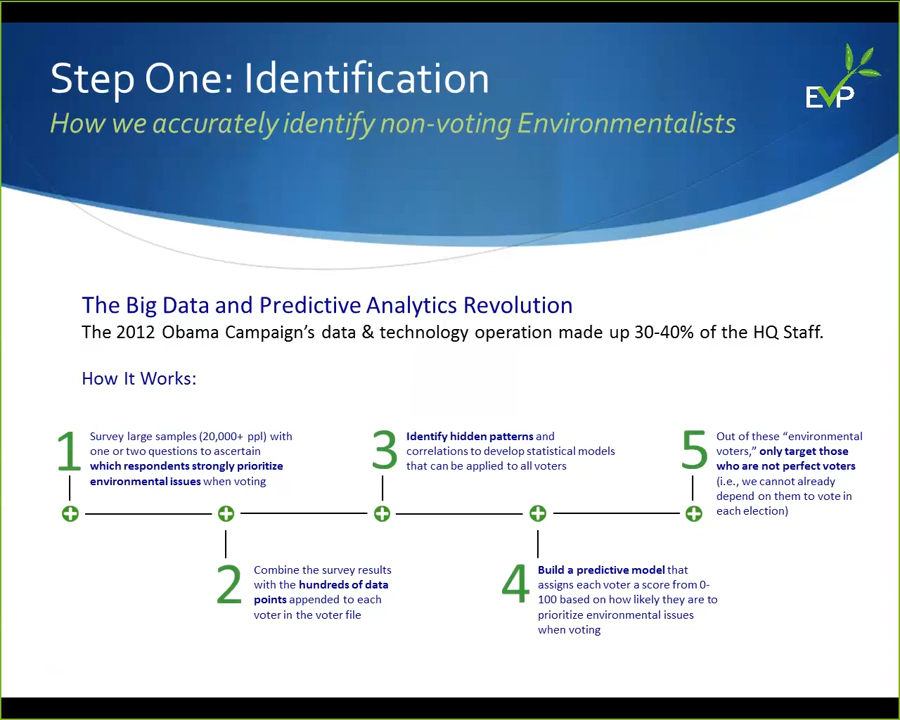 Step One: Identification
How we accurately identify non-voting Environmentalists
EVP
The Big Data and Predictive Analytics Revolution
The 2012 Obama Campaign's data & technology operation made up 30-40% of the HQ Staff.
How It Works:
1
Survey large samples (20,000+ ppl) with
one or two questions to ascertain
which respondents strongly prioritize
environmental issues when voting
2
Combine the survey results
with the hundreds of data
points appended to each
voter in the voter file
3
Identify hidden patterns and
correlations to develop statistical models
that can be applied to all voters
4
Build a predictive model that
assigns each voter a score from 0-
100 based on how likely they are to
prioritize environmental issues
when voting
5
Out of these “environmental
voters,” only target those
who are not perfect voters
(i.e., we cannot already
depend on them to vote in
each election)